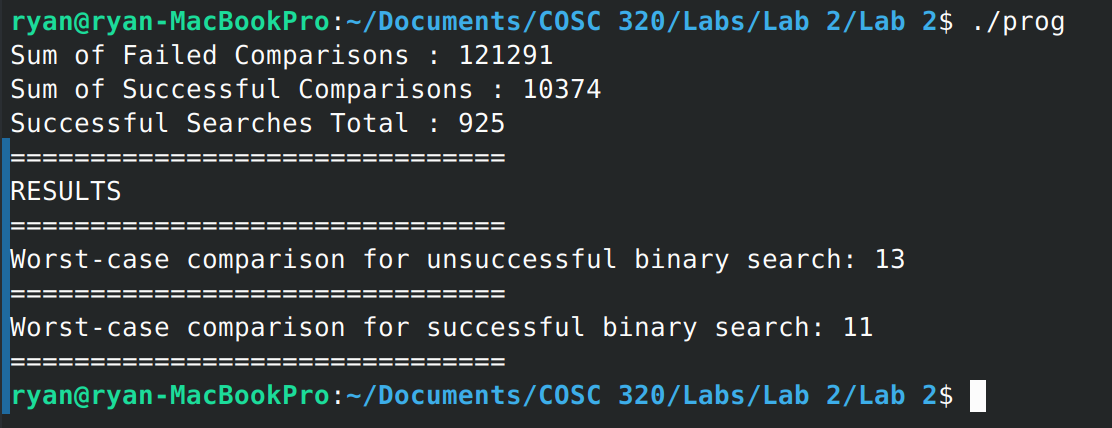 ryan@ryan-MacBookPro:~/Documents/COSC 320/Labs/Lab 2/Lab 2$ ./prog
Sum of Failed Comparisons : 121291
Sum of Successful Comparisons : 10374
Successful Searches Total : 925
===============================
RESULTS
===============================
Worst-case comparison for unsuccessful binary search: 13
===============================
Worst-case comparison for successful binary search: 11
===============================
ryan@ryan-MacBookPro:~/Documents/COSC 320/Labs/Lab 2/Lab 2$